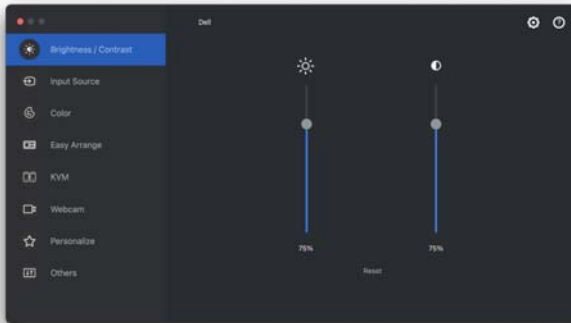 Dell
Brightness / Contrast
Input Source
Color
Easy Arrange
KVM
Webcam
Personalize
Others
75%
75%
Reset